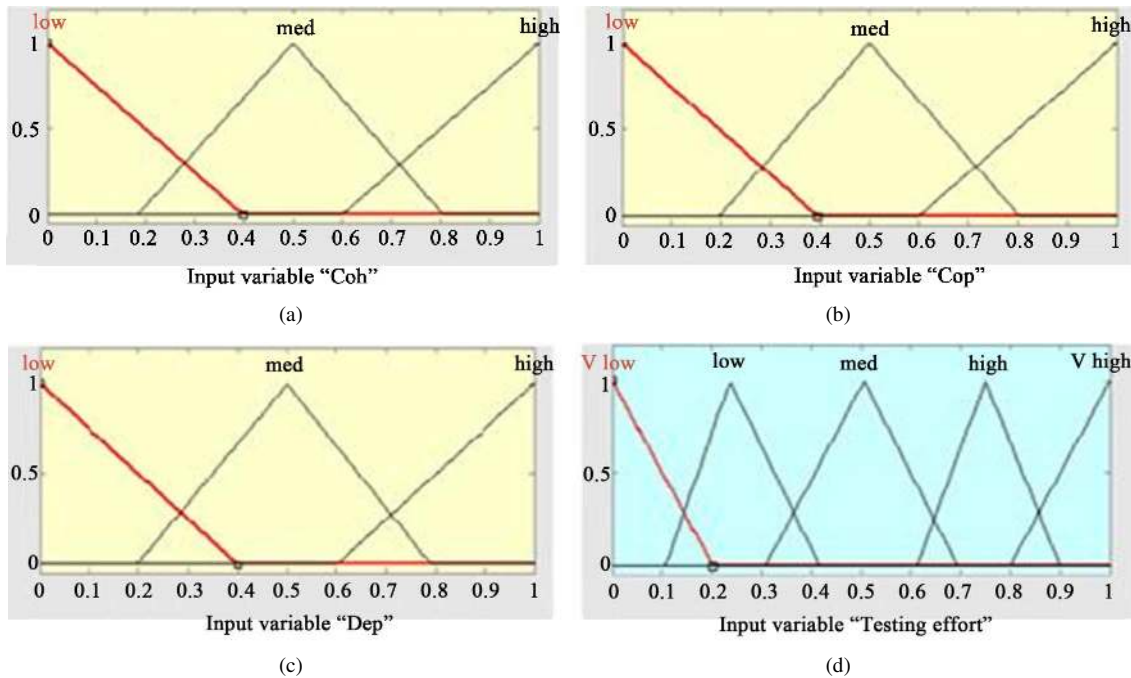 low med high
1
0.5
0
0 0.1 0.2 0.3 0.4 0.5 0.6 0.7 0.8 0.9 1
Input variable “Coh”
(a)
low med high
1
0.5
0
0 0.1 0.2 0.3 0.4 0.5 0.6 0.7 0.8 0.9 1
Input variable “Cop”
(b)
low med high
1
0.5
0
0 0.1 0.2 0.3 0.4 0.5 0.6 0.7 0.8 0.9 1
Input variable “Dep”
(c)
V low low med high V high
1
0.5
0
0 0.1 0.2 0.3 0.4 0.5 0.6 0.7 0.8 0.9 1
Input variable “Testing effort”
(d)